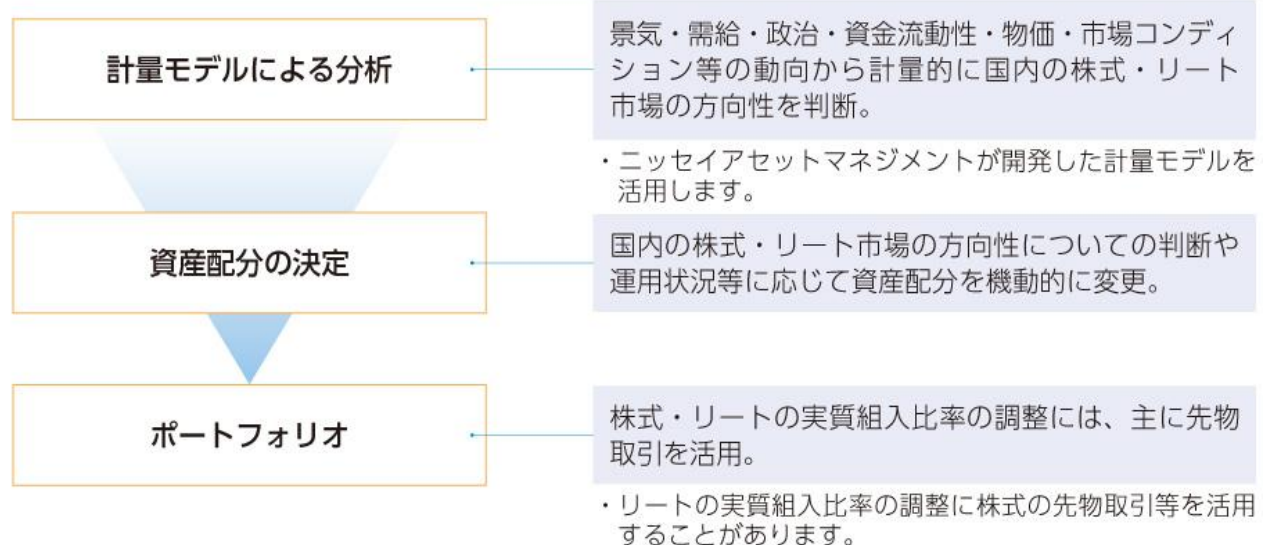 計量モデルによる分析
景気・需給・政治・資金流動性・物価・市場コンディ
ション等の動向から計量的に国内の株式・リート
市場の方向性を判断。
・ニッセイアセットマネジメントが開発した計量モデルを
活用します。
資産配分の決定
国内の株式・リート市場の方向性についての判断や
運用状況等に応じて資産配分を機動的に変更。
ポートフォリオ
株式・リートの実質組入比率の調整には、主に先物
取引を活用。
・リートの実質組入比率の調整に株式の先物取引等を活用
することがあります。